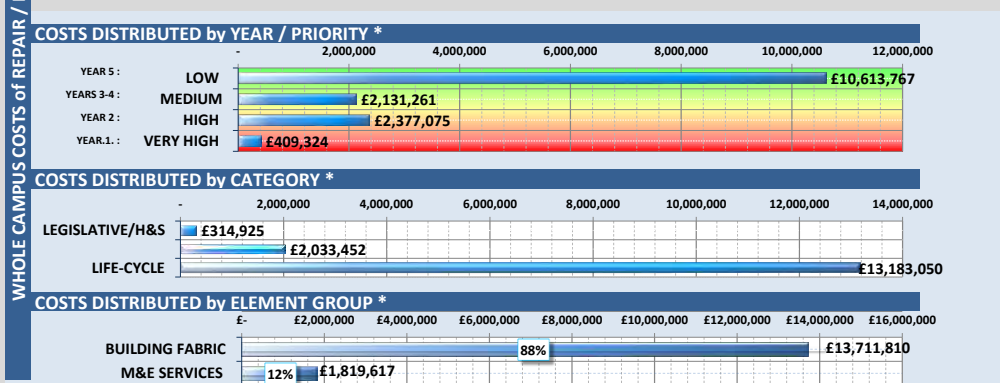 WHOLE CAMPUS COSTS of REPAIR /
COSTS DISTRIBUTED by YEAR / PRIORITY *
- 2,000,000 4,000,000 6,000,000 8,000,000 10,000,000 12,000,000
YEAR 5 : LOW £10,613,767
YEARS 3-4 : MEDIUM £2,131,261
YEAR 2 : HIGH £2,377,075
YEAR.1. : VERY HIGH £409,324
COSTS DISTRIBUTED by CATEGORY *
- 2,000,000 4,000,000 6,000,000 8,000,000 10,000,000 12,000,000 14,000,000
LEGISLATIVE/H&S £314,925
£2,033,452
LIFE-CYCLE £13,183,050
COSTS DISTRIBUTED by ELEMENT GROUP *
£- £2,000,000 £4,000,000 £6,000,000 £8,000,000 £10,000,000 £12,000,000 £14,000,000 £16,000,000
BUILDING FABRIC 88% £13,711,810
M&E SERVICES 12% £1,819,617